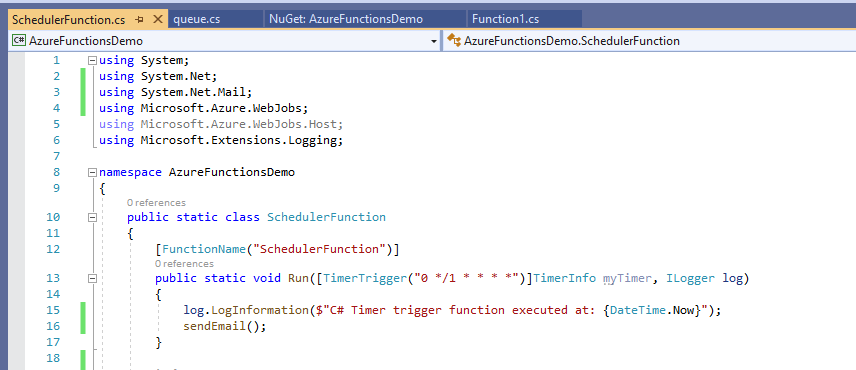 SchedulerFunction.cs queue.cs NuGet: AzureFunctionsDemo Function1.cs
C# AzureFunctionsDemo AzureFunctionsDemo.SchedulerFunction
1 using System;
2 using System.Net;
3 using System.Net.Mail;
4 using Microsoft.Azure.WebJobs;
5 using Microsoft.Azure.WebJobs.Host;
6 using Microsoft.Extensions.Logging;
7
8 namespace AzureFunctionsDemo
9 {
0 references
10 public static class SchedulerFunction
11 {
12 [FunctionName("SchedulerFunction")]
0 references
13 public static void Run([TimerTrigger("0 */1 * * * *")]TimerInfo myTimer, ILogger log)
14 {
15 log.LogInformation($"C# Timer trigger function executed at: {DateTime.Now}");
16 sendEmail();
17 }
18